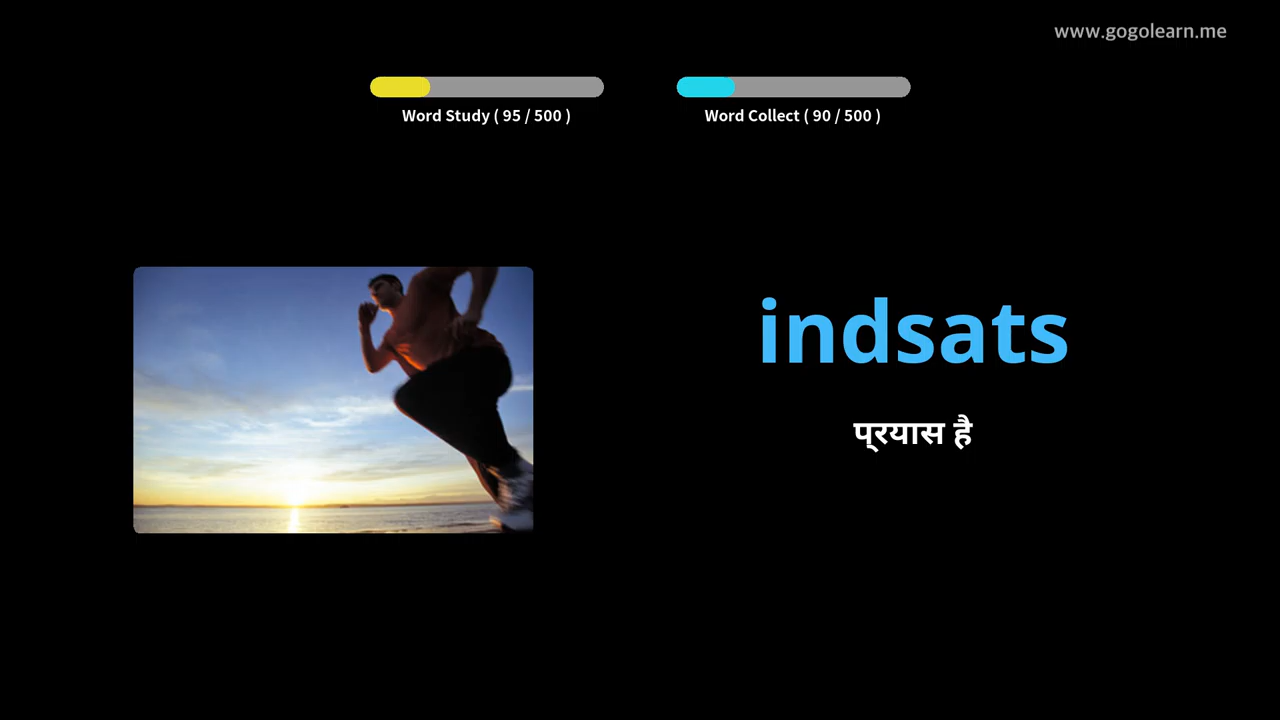 www.gogolearn.me
Word Study ( 95 / 500 )
Word Collect ( 90 / 500 )
indsats
प्रयास है